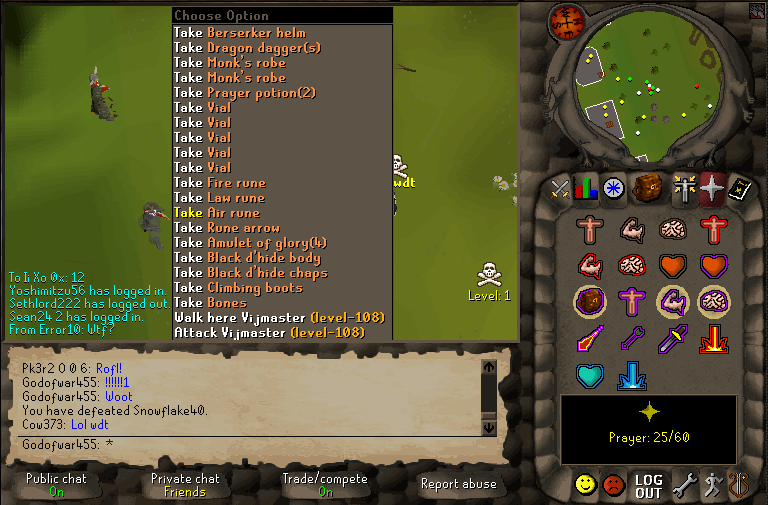 Choose Option
Take Berserker helm
Take Dragon dagger(s)
Take Monk's robe
Take Monk's robe
Take Prayer potion(2)
Take Vial
Take Vial
Take Vial
Take Vial
Take Vial
Take Fire rune
Take Law rune
Take Air rune
Take Rune arrow
Take Amulet of glory(4)
Take Black d'hide body
Take Black d'hide chaps
Take Climbing boots
Take Bones
Walk here Vijmaster (level-108)
Attack Vijmaster (level-108)
wdt
Level: 1
To Ii Xo 0x: 12
Yoshimitzu56 has logged in.
Sethlord222 has logged out.
Sean24 2 has logged in.
From Error10: Wtf?
Pk3r2 0 0 6: Rofl!
Godofwar455: !!!!!!1
Godofwar455: Woot
You have defeated Snowflake40.
Cow373: Lol wdt
Godofwar455: *
Public chat
On
Private chat
Friends
Trade/compete
On
Report abuse
Prayer: 25/60
LOG
OUT